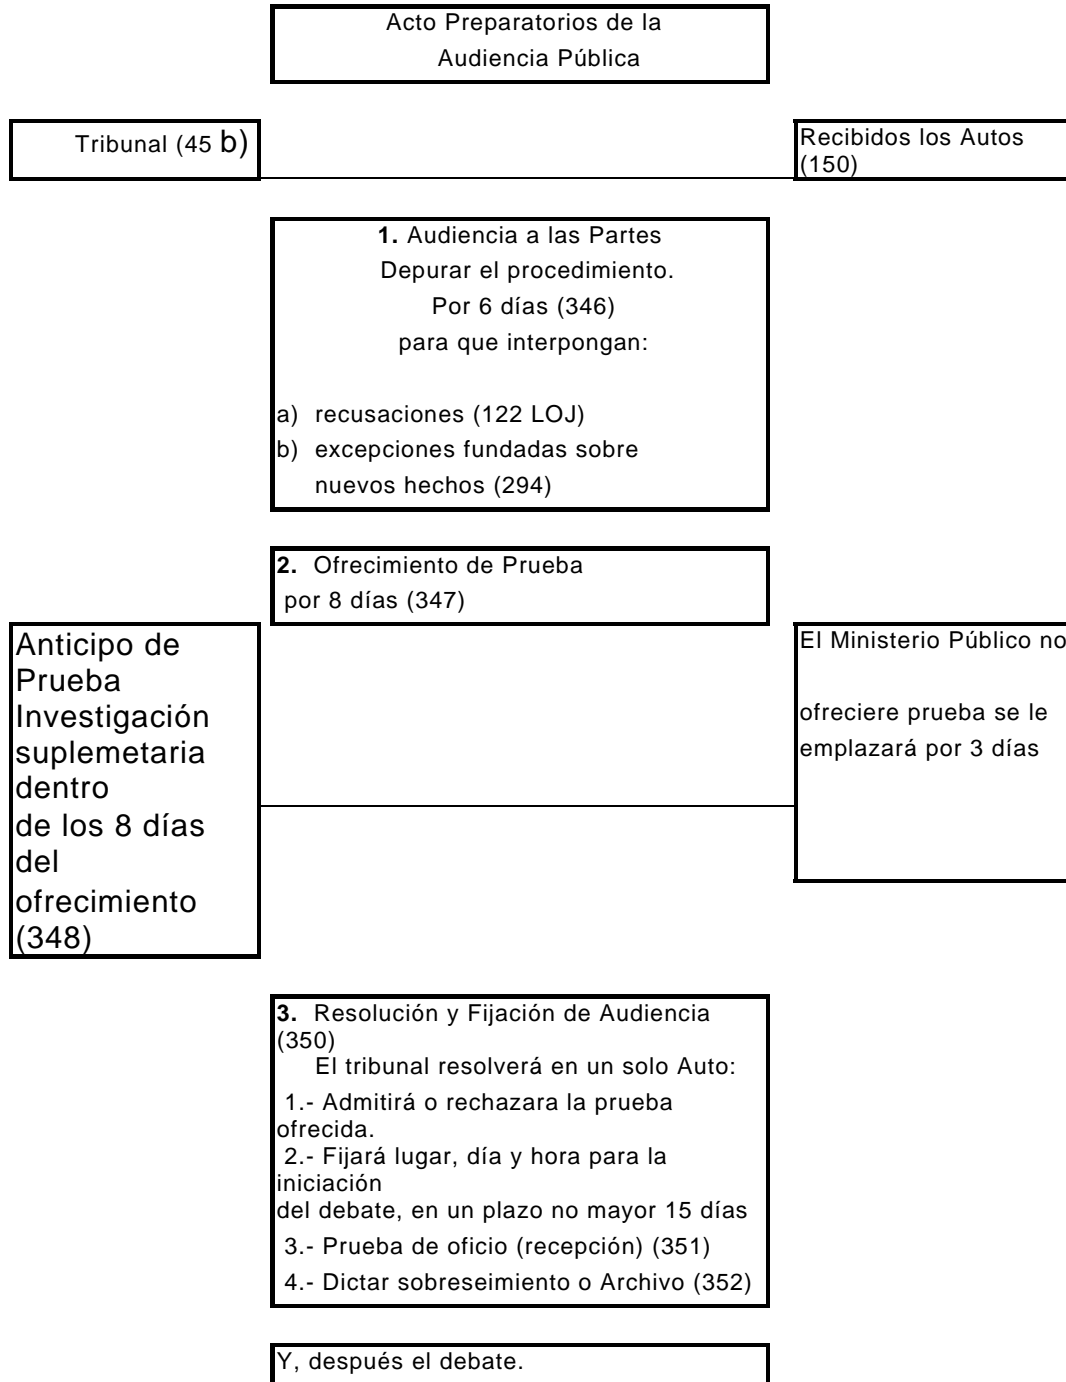 Acto Preparatorios de la
Audiencia Pública
Tribunal (45 b)
Recibidos los Autos
(150)
1. Audiencia a las Partes
Depurar el procedimiento.
Por 6 días (346)
para que interpongan:
a) recusaciones (122 LOJ)
b) excepciones fundadas sobre
nuevos hechos (294)
2. Ofrecimiento de Prueba
por 8 días (347)
Anticipo de
Prueba
Investigación
suplemetaria
dentro
de los 8 días
del
ofrecimiento
(348)
El Ministerio Público no
ofreciere prueba se le
emplazará por 3 días
3. Resolución y Fijación de Audiencia
(350)
El tribunal resolverá en un solo Auto:
1.- Admitirá o rechazara la prueba
ofrecida.
2.- Fijará lugar, día y hora para la
iniciación
del debate, en un plazo no mayor 15 días
3.- Prueba de oficio (recepción) (351)
4.- Dictar sobreseimiento o Archivo (352)
Y, después el debate.